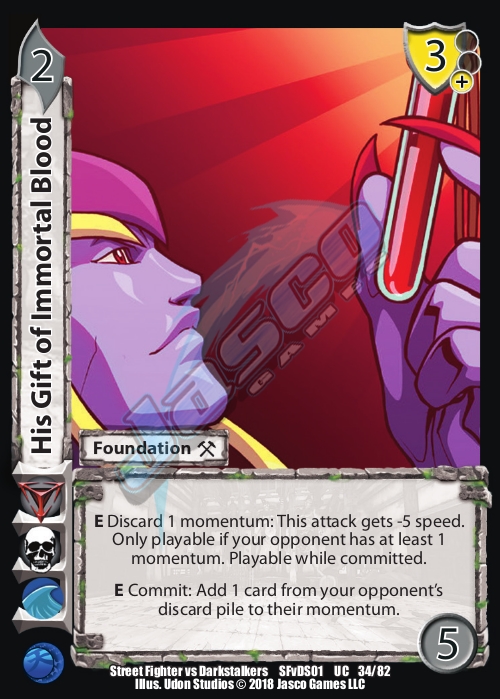 2
3
+
His Gift of Immortal Blood
JASCO
GAMES
Foundation
E Discard 1 momentum: This attack gets -5 speed.
Only playable if your opponent has at least 1
momentum. Playable while committed.
E Commit: Add 1 card from your opponent’s
discard pile to their momentum.
5
Street Fighter vs Darkstalkers SFvDS01 UC 34/82
Illus. Udon Studios © 2018 Jasco Games LLC